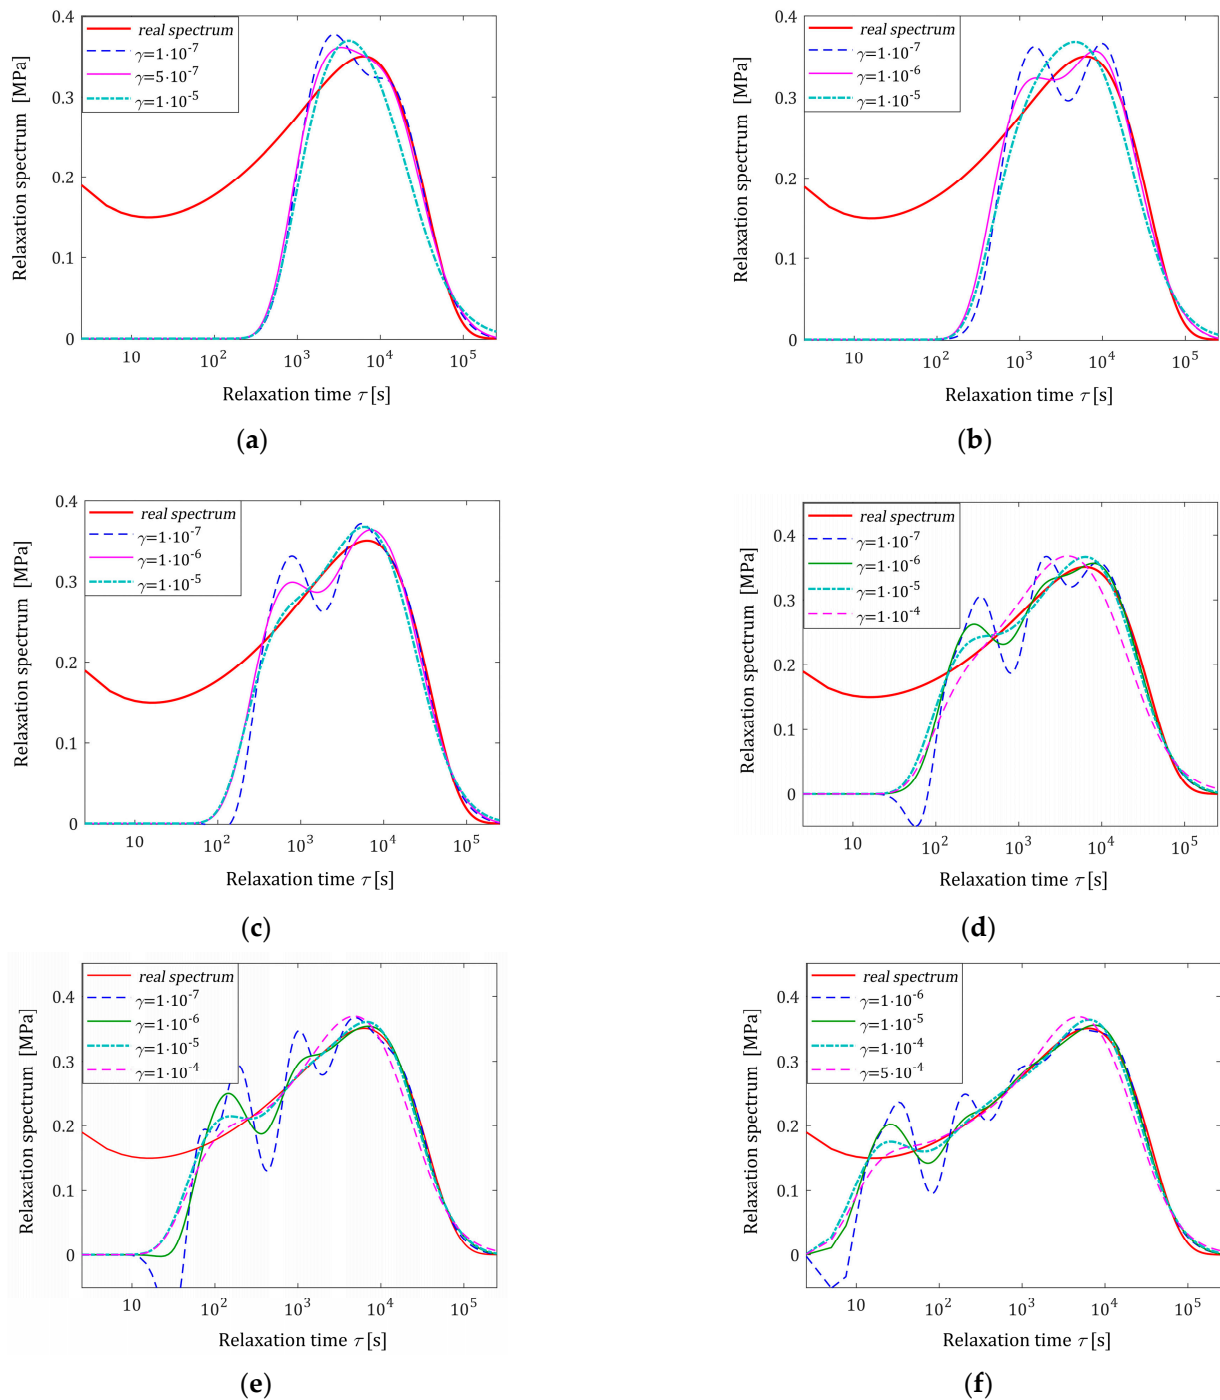 real spectrum
γ=1·10⁻⁷
γ=5·10⁻⁷
γ=1·10⁻⁵
0.4
0.3
0.2
0.1
0
Relaxation spectrum [MPa]
10 10² 10³ 10⁴ 10⁵
Relaxation time τ [s]
(a)
real spectrum
γ=1·10⁻⁷
γ=1·10⁻⁶
γ=1·10⁻⁵
0.4
0.3
0.2
0.1
0
Relaxation spectrum [MPa]
10 10² 10³ 10⁴ 10⁵
Relaxation time τ [s]
(b)
real spectrum
γ=1·10⁻⁷
γ=1·10⁻⁶
γ=1·10⁻⁵
0.4
0.3
0.2
0.1
0
Relaxation spectrum [MPa]
10 10² 10³ 10⁴ 10⁵
Relaxation time τ [s]
(c)
real spectrum
γ=1·10⁻⁷
γ=1·10⁻⁶
γ=1·10⁻⁵
γ=1·10⁻⁴
0.4
0.3
0.2
0.1
0
Relaxation spectrum [MPa]
10 10² 10³ 10⁴ 10⁵
Relaxation time τ [s]
(d)
real spectrum
γ=1·10⁻⁷
γ=1·10⁻⁶
γ=1·10⁻⁵
γ=1·10⁻⁴
0.4
0.3
0.2
0.1
0
Relaxation spectrum [MPa]
10 10² 10³ 10⁴ 10⁵
Relaxation time τ [s]
(e)
real spectrum
γ=1·10⁻⁶
γ=1·10⁻⁵
γ=1·10⁻⁴
γ=5·10⁻⁴
0.4
0.3
0.2
0.1
0
Relaxation spectrum [MPa]
10 10² 10³ 10⁴ 10⁵
Relaxation time τ [s]
(f)